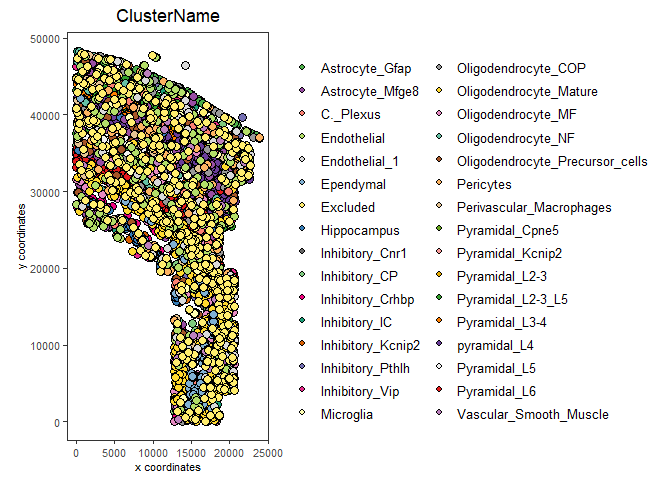 ClusterName
50000
40000
30000
20000
10000
0
y coordinates
0 5000 10000 15000 20000 25000
x coordinates
Astrocyte_Gfap
Astrocyte_Mfge8
C._Plexus
Endothelial
Endothelial_1
Ependymal
Excluded
Hippocampus
Inhibitory_Cnr1
Inhibitory_CP
Inhibitory_Crhbp
Inhibitory_IC
Inhibitory_Kcnip2
Inhibitory_Pthlh
Inhibitory_Vip
Microglia
Oligodendrocyte_COP
Oligodendrocyte_Mature
Oligodendrocyte_MF
Oligodendrocyte_NF
Oligodendrocyte_Precursor_cells
Pericytes
Perivascular_Macrophages
Pyramidal_Cpne5
Pyramidal_Kcnip2
Pyramidal_L2-3
Pyramidal_L2-3_L5
Pyramidal_L3-4
pyramidal_L4
Pyramidal_L5
Pyramidal_L6
Vascular_Smooth_Muscle